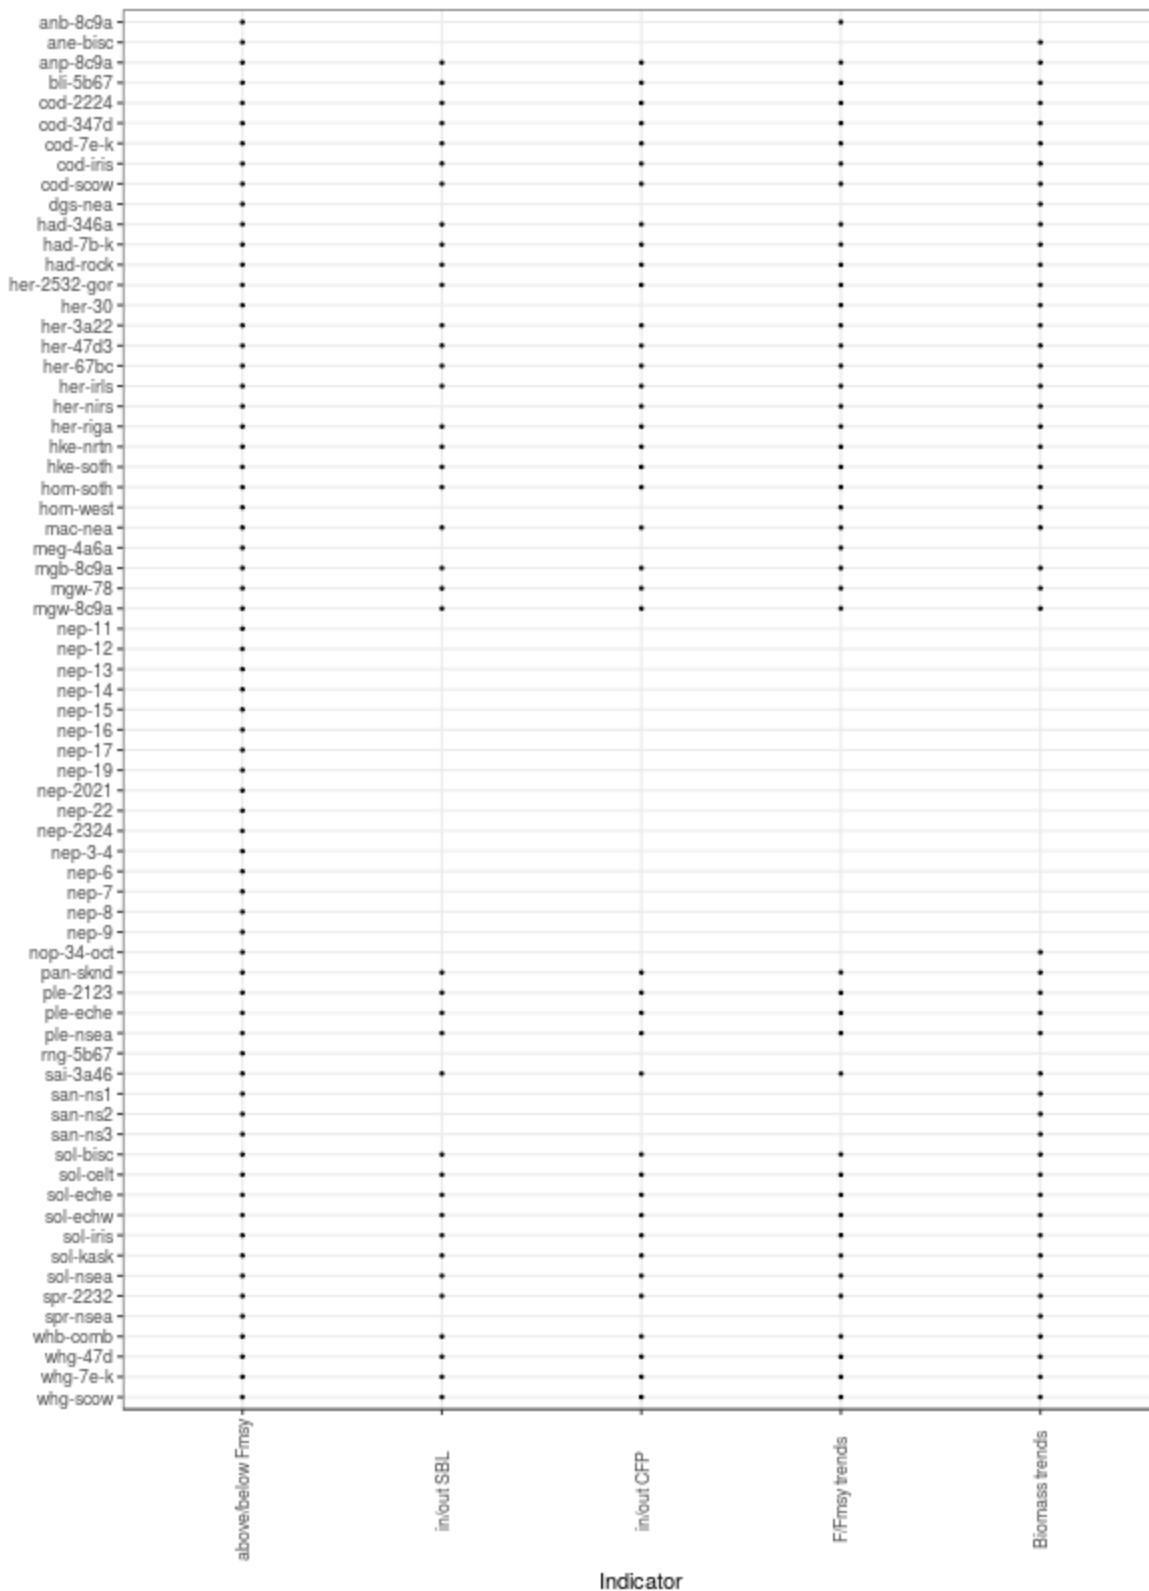 anb-8c9a
ane-bisc
anp-8c9a
bli-5b67
cod-2224
cod-347d
cod-7e-k
cod-iris
cod-scow
dgs-nea
had-346a
had-7b-k
had-rock
her-2532-gor
her-30
her-3a22
her-47d3
her-67bc
her-irls
her-nirs
her-riga
hke-nrtn
hke-soth
hom-soth
hom-west
mac-nea
meg-4a6a
mgb-8c9a
mgw-78
mgw-8c9a
nep-11
nep-12
nep-13
nep-14
nep-15
nep-16
nep-17
nep-19
nep-2021
nep-22
nep-2324
nep-3-4
nep-6
nep-7
nep-8
nep-9
nop-34-oct
pan-sknd
ple-2123
ple-eche
ple-nsea
rng-5b67
sai-3a46
san-ns1
san-ns2
san-ns3
sol-bisc
sol-celt
sol-eche
sol-echw
sol-iris
sol-kask
sol-nsea
spr-2232
spr-nsea
whb-comb
whg-47d
whg-7e-k
whg-scow
above/below Fmsy
in/out SBL
in/out CFP
F/Fmsy trends
Biomass trends
Indicator